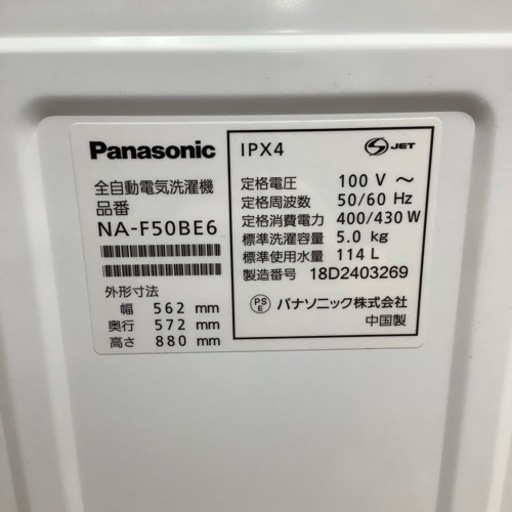 Panasonic
全自動電気洗濯機
品番
NA-F50BE6
外形寸法
幅 562 mm
奥行 572 mm
高さ 880 mm
IPX4
S JET
定格電圧 100 V ～
定格周波数 50/60 Hz
定格消費電力 400/430 W
標準洗濯容量 5.0 kg
標準使用水量 114 L
製造番号 18D2403269
PSE パナソニック株式会社
中国製